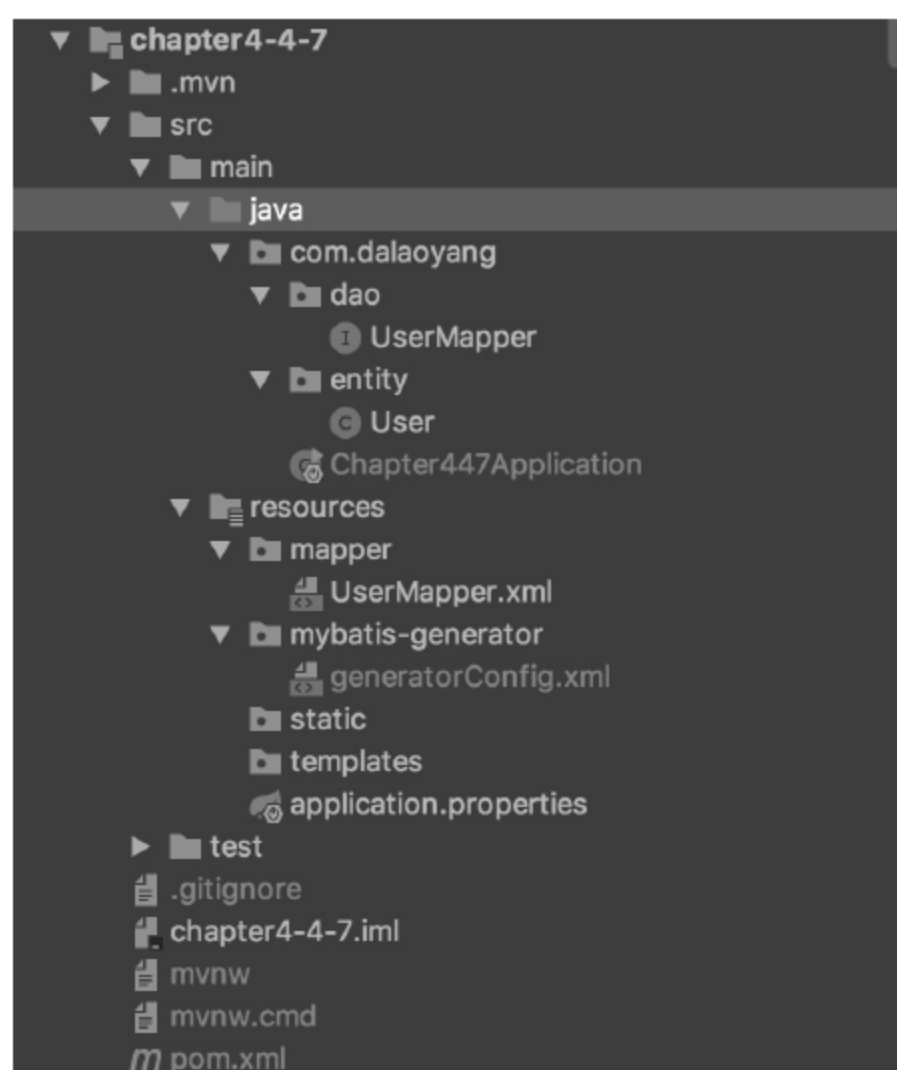 chapter4-4-7
.mvn
src
main
java
com.dalaoyang
dao
UserMapper
entity
User
Chapter447Application
resources
mapper
UserMapper.xml
mybatis-generator
generatorConfig.xml
static
templates
application.properties
test
.gitignore
chapter4-4-7.iml
mvnw
mvnw.cmd
pom.xml